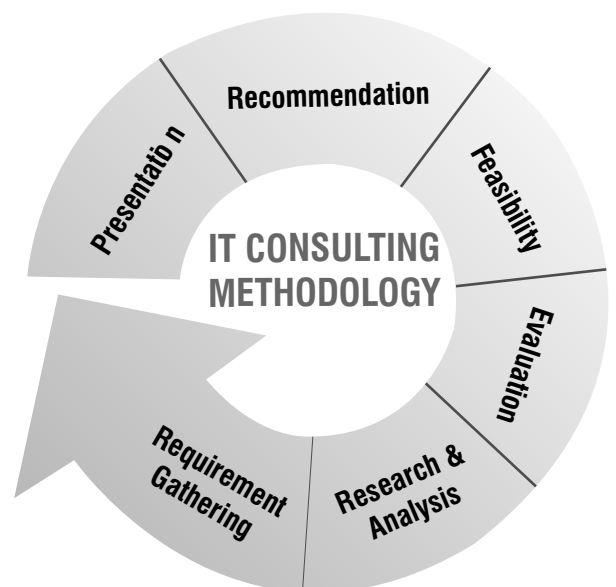 IT CONSULTING
METHODOLOGY
Presentatio n
Recommendation
Feasibility
Evaluation
Research &
Analysis
Requirement
Gathering